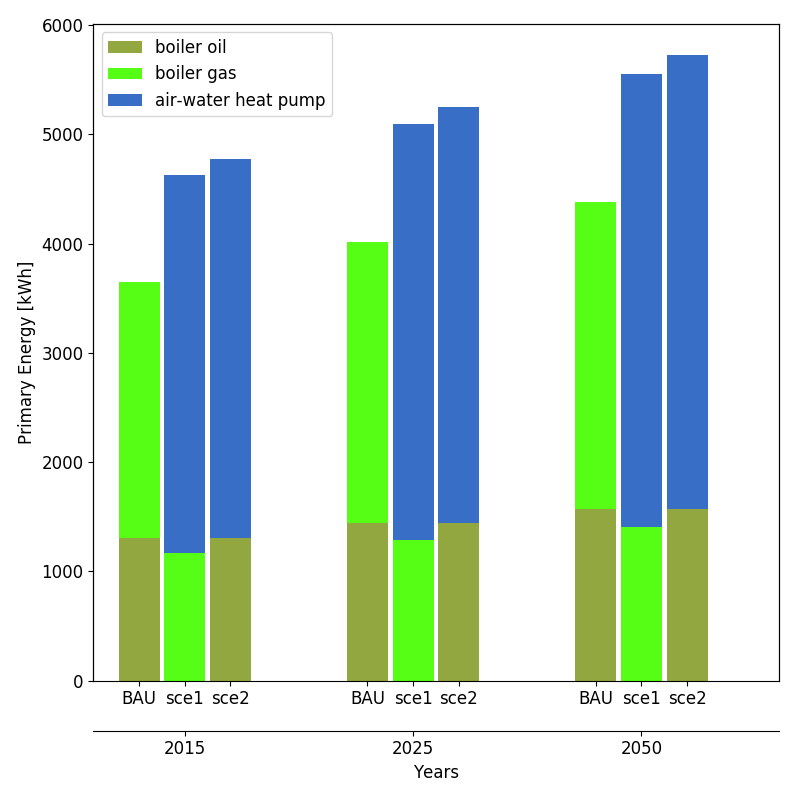 6000
boiler oil
boiler gas
air-water heat pump
5000
4000
3000
2000
1000
0
Primary Energy [kWh]
BAU sce1 sce2 BAU sce1 sce2 BAU sce1 sce2
2015 2025 2050
Years